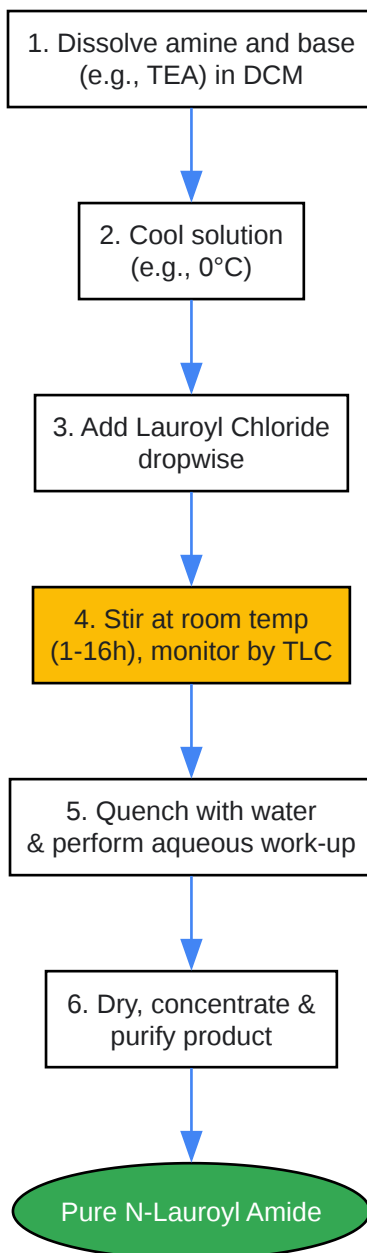 1. Dissolve amine and base
(e.g., TEA) in DCM
2. Cool solution
(e.g., 0°C)
3. Add Lauroyl Chloride
dropwise
4. Stir at room temp
(1-16h), monitor by TLC
5. Quench with water
& perform aqueous work-up
6. Dry, concentrate &
purify product
Pure N-Lauroyl Amide